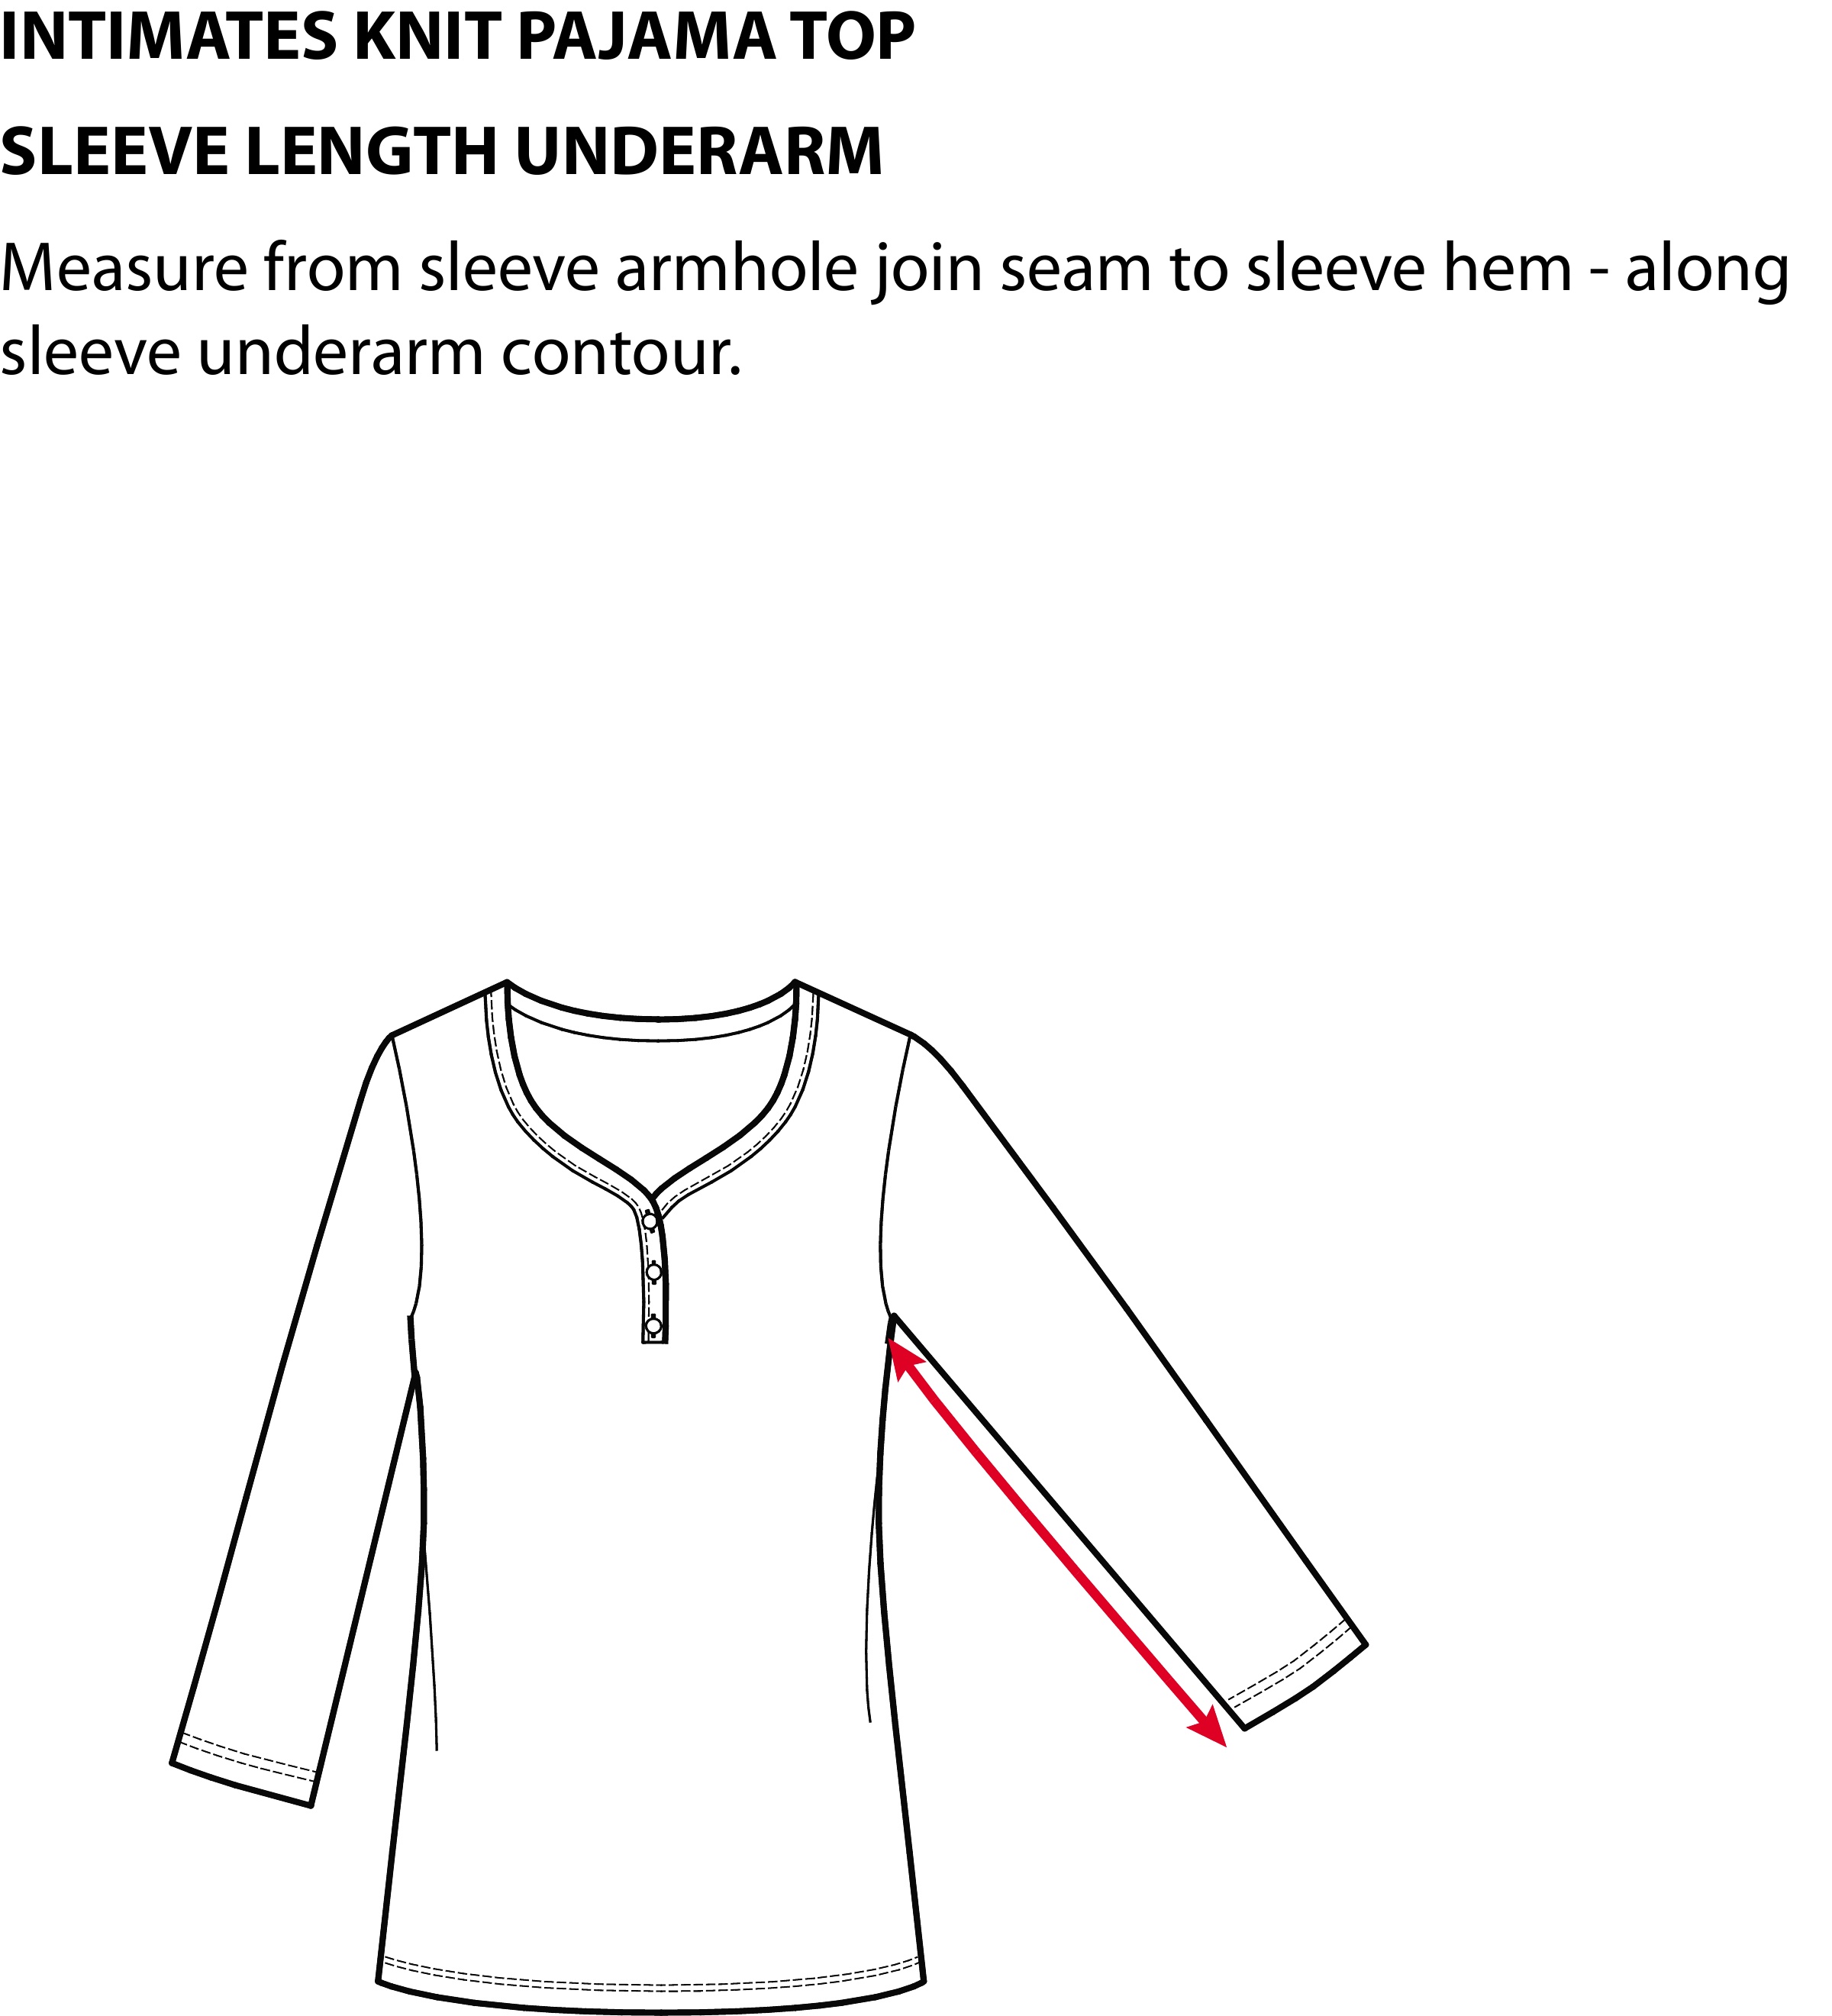 INTIMATES KNIT PAJAMA TOP
SLEEVE LENGTH UNDERARM
Measure from sleeve armhole join seam to sleeve hem - along
sleeve underarm contour.